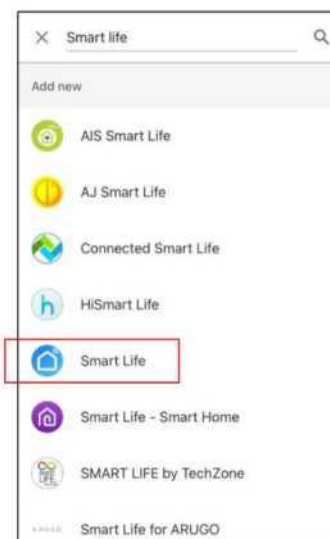 Smart life
Add new
AIS Smart Life
AJ Smart Life
Connected Smart Life
HiSmart Life
Smart Life
Smart Life - Smart Home
SMART LIFE by TechZone
Smart Life for ARUGO